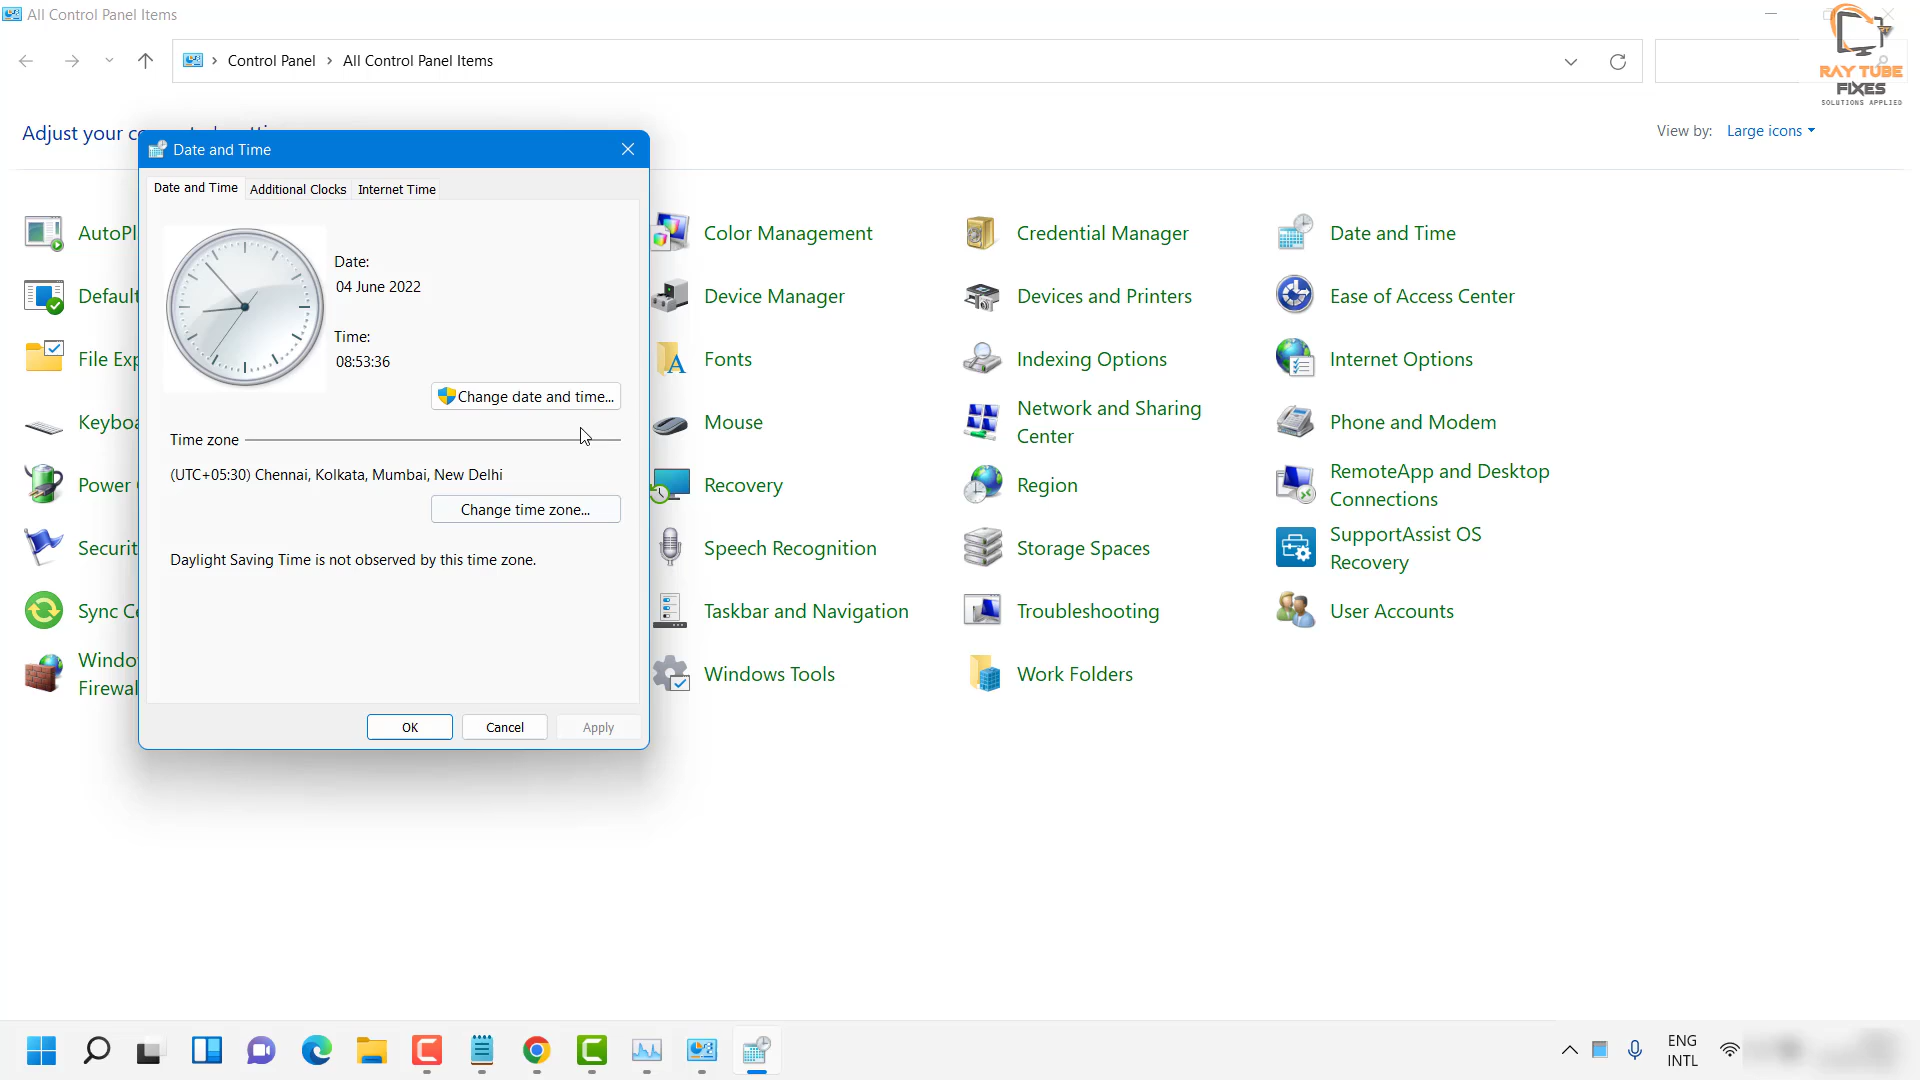 All Control Panel Items
Control Panel
All Control Panel Items
RAY TUBE
FIXES
SOLUTIONS APPLIED
Adjust your
View by: Large icons
Date and Time
Date and Time
Additional Clocks
Internet Time
Date:
04 June 2022
Time:
08:53:36
Change date and time...
Time zone
(UTC+05:30) Chennai, Kolkata, Mumbai, New Delhi
Change time zone...
Daylight Saving Time is not observed by this time zone.
OK
Cancel
Apply
AutoPl
Color Management
Credential Manager
Date and Time
Default
Device Manager
Devices and Printers
Ease of Access Center
File Exp
Fonts
Indexing Options
Internet Options
Keyboa
Mouse
Network and Sharing
Center
Phone and Modem
Power
Recovery
Region
RemoteApp and Desktop
Connections
Securit
Speech Recognition
Storage Spaces
SupportAssist OS
Recovery
Sync Ce
Taskbar and Navigation
Troubleshooting
User Accounts
Windo
Firewal
Windows Tools
Work Folders
ENG
INTL